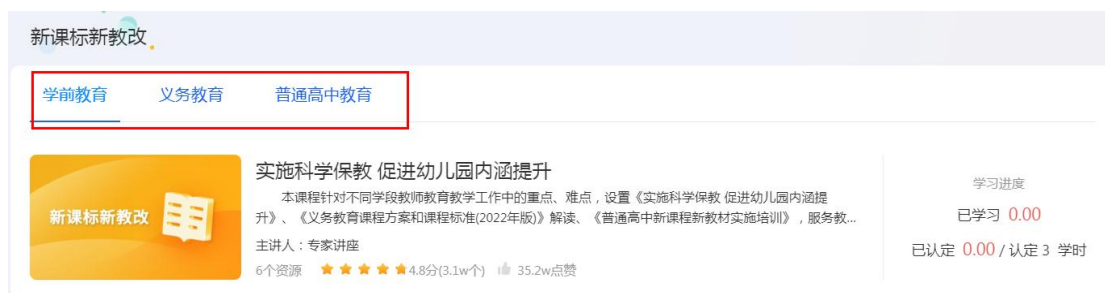 新课标新教改
学前教育 义务教育 普通高中教育
新课标新教改
实施科学保教 促进幼儿园内涵提升
本课程针对不同学段教师教育教学工作中的重点、难点，设置《实施科学保教 促进幼儿园内涵提
升》、《义务教育课程方案和课程标准(2022年版)》解读、《普通高中新课程新教材实施培训》，服务教...
主讲人：专家讲座
6个资源 4.8分(3.1w个) 35.2w点赞
学习进度
已学习 0.00
已认定 0.00 / 认定 3 学时